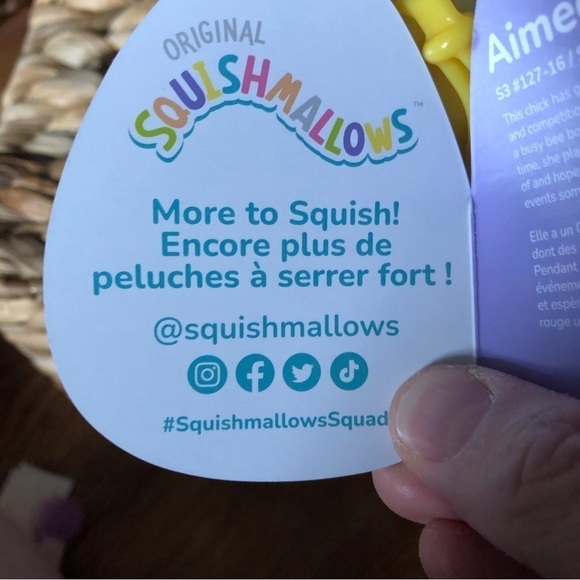 ORIGINAL
SQUISHMALLOWS™
More to Squish!
Encore plus de
peluches à serrer fort !
@squishmallows
#SquishmallowsSquad
Aimee
S3 #127-16 /
This chick has
and competiti
a busy bee b
time, she pla
of and hope
events som
Elle a un
dont des
Pendant
événeme
et espè
rouge u